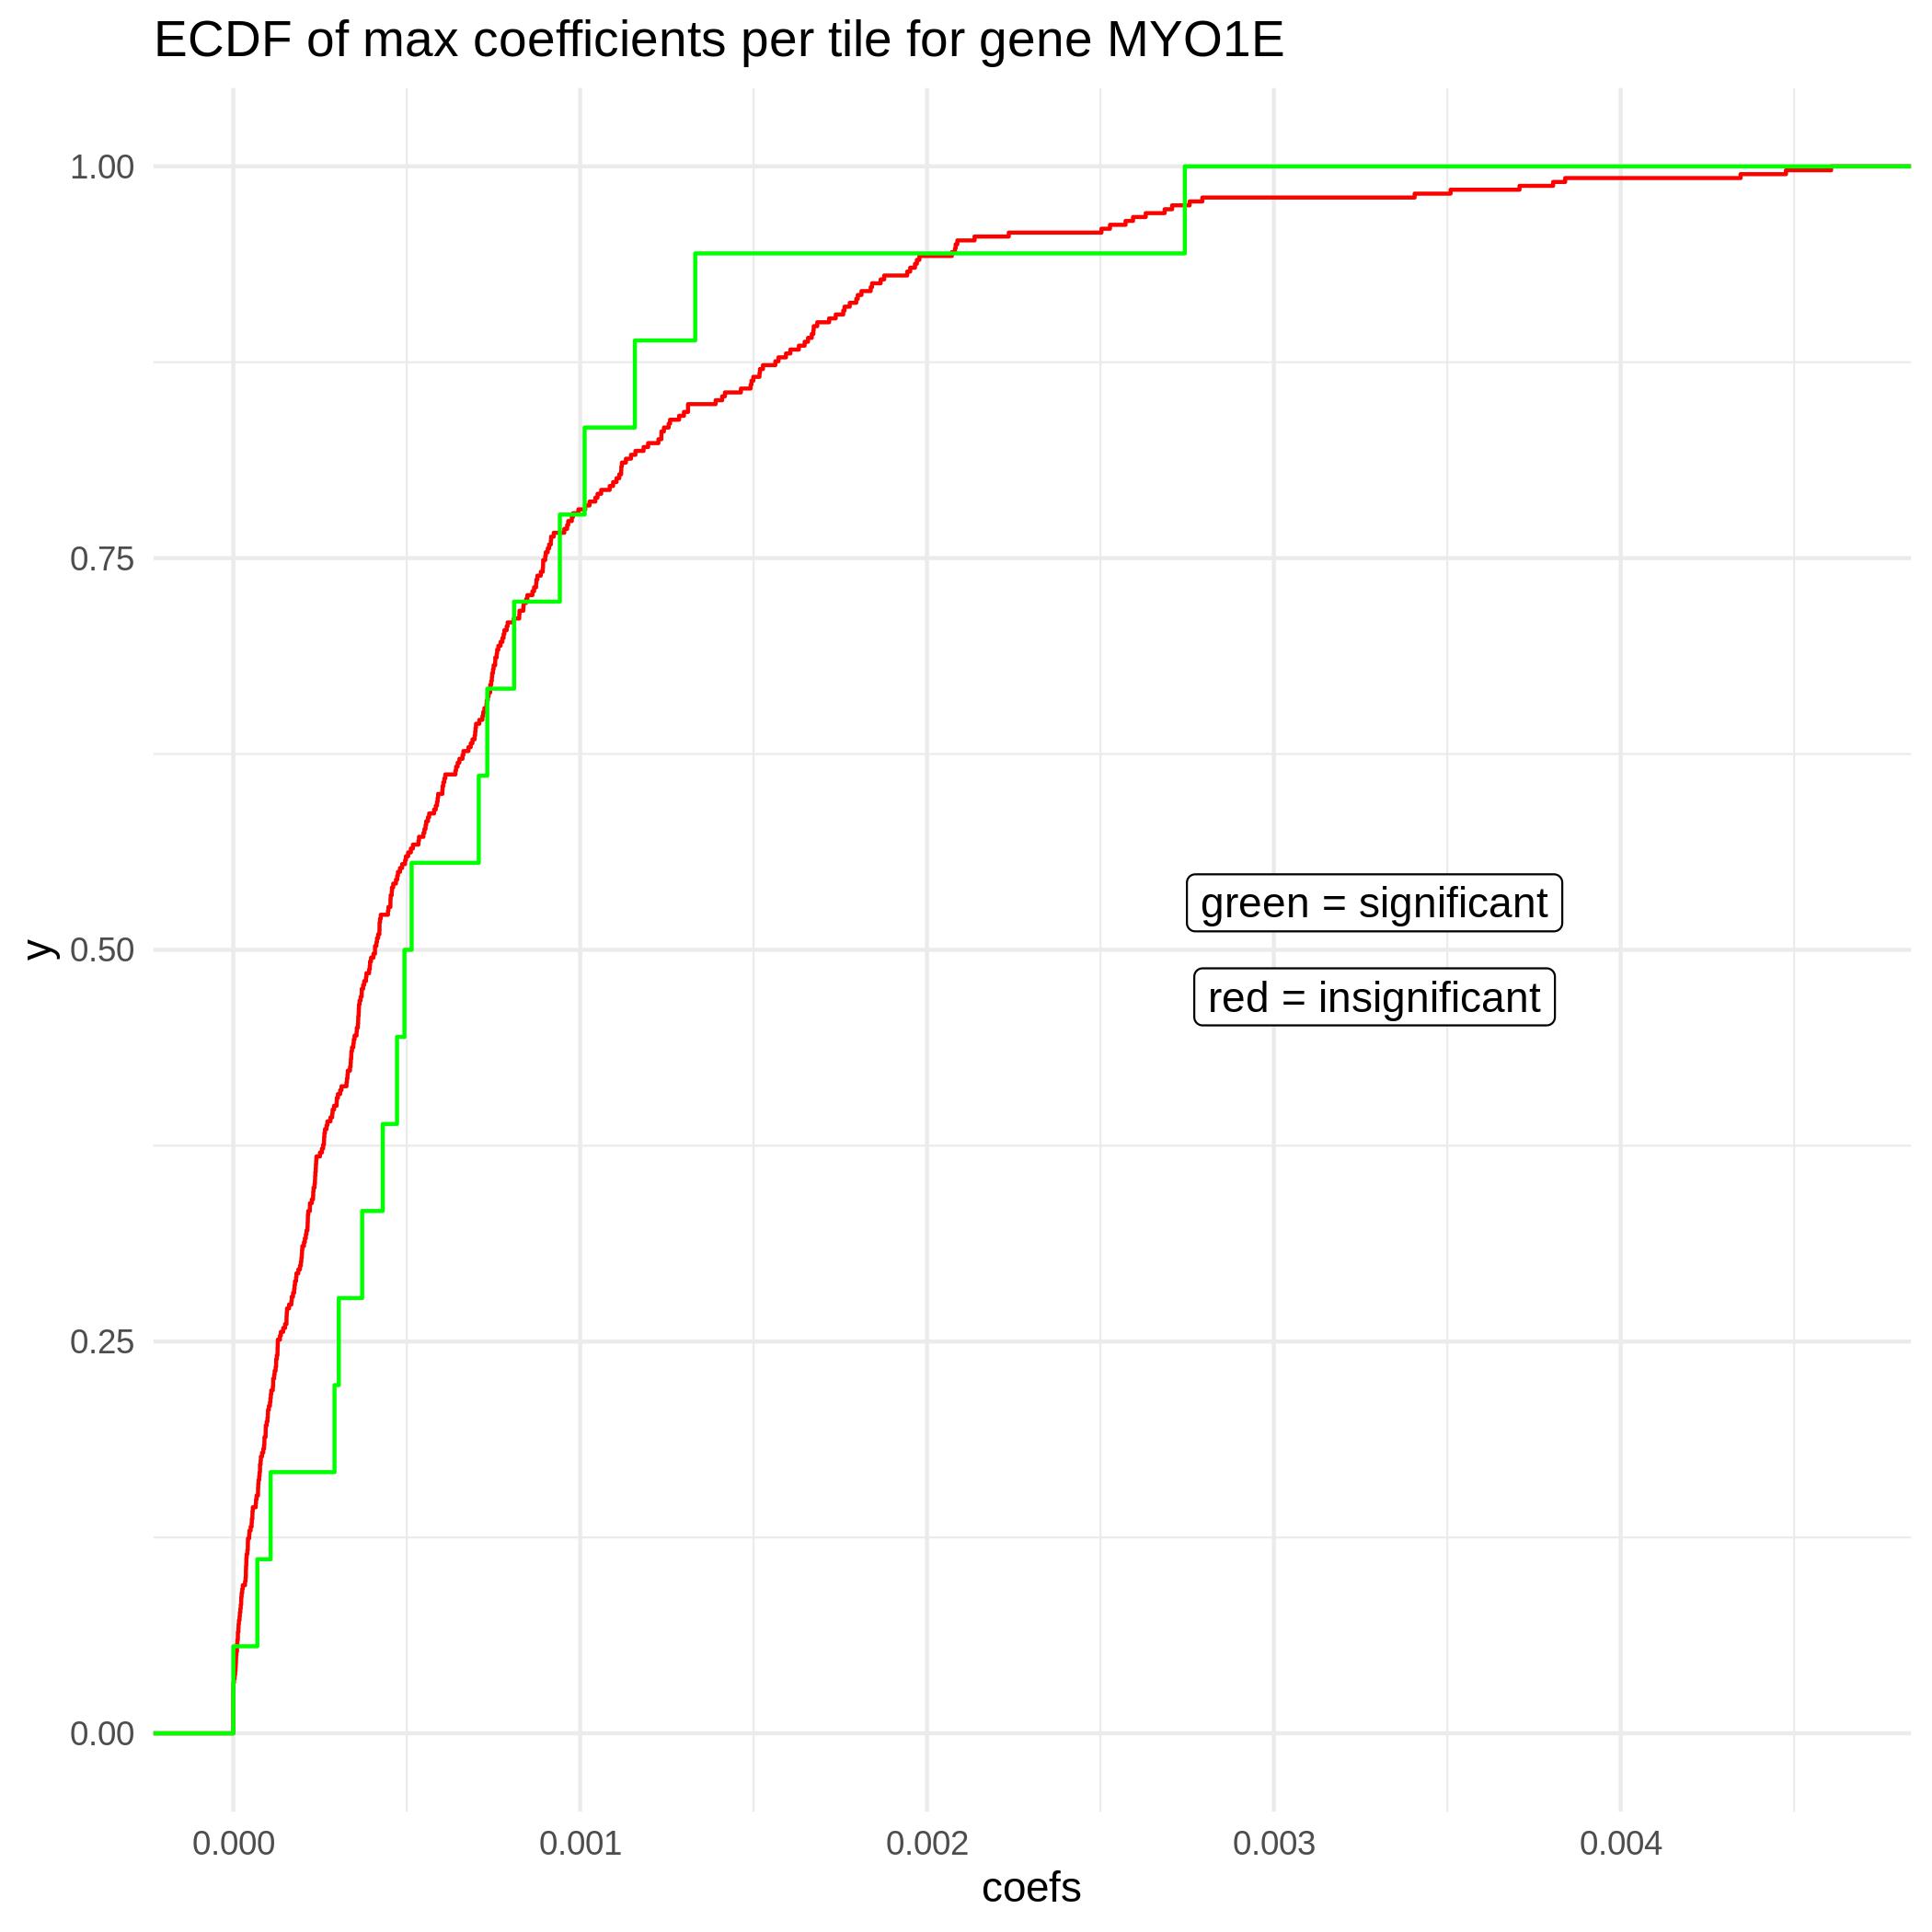 ECDF of max coefficients per tile for gene MYO1E
1.00
0.75
0.50
0.25
0.00
y
green = significant
red = insignificant
0.000 0.001 0.002 0.003 0.004
coefs